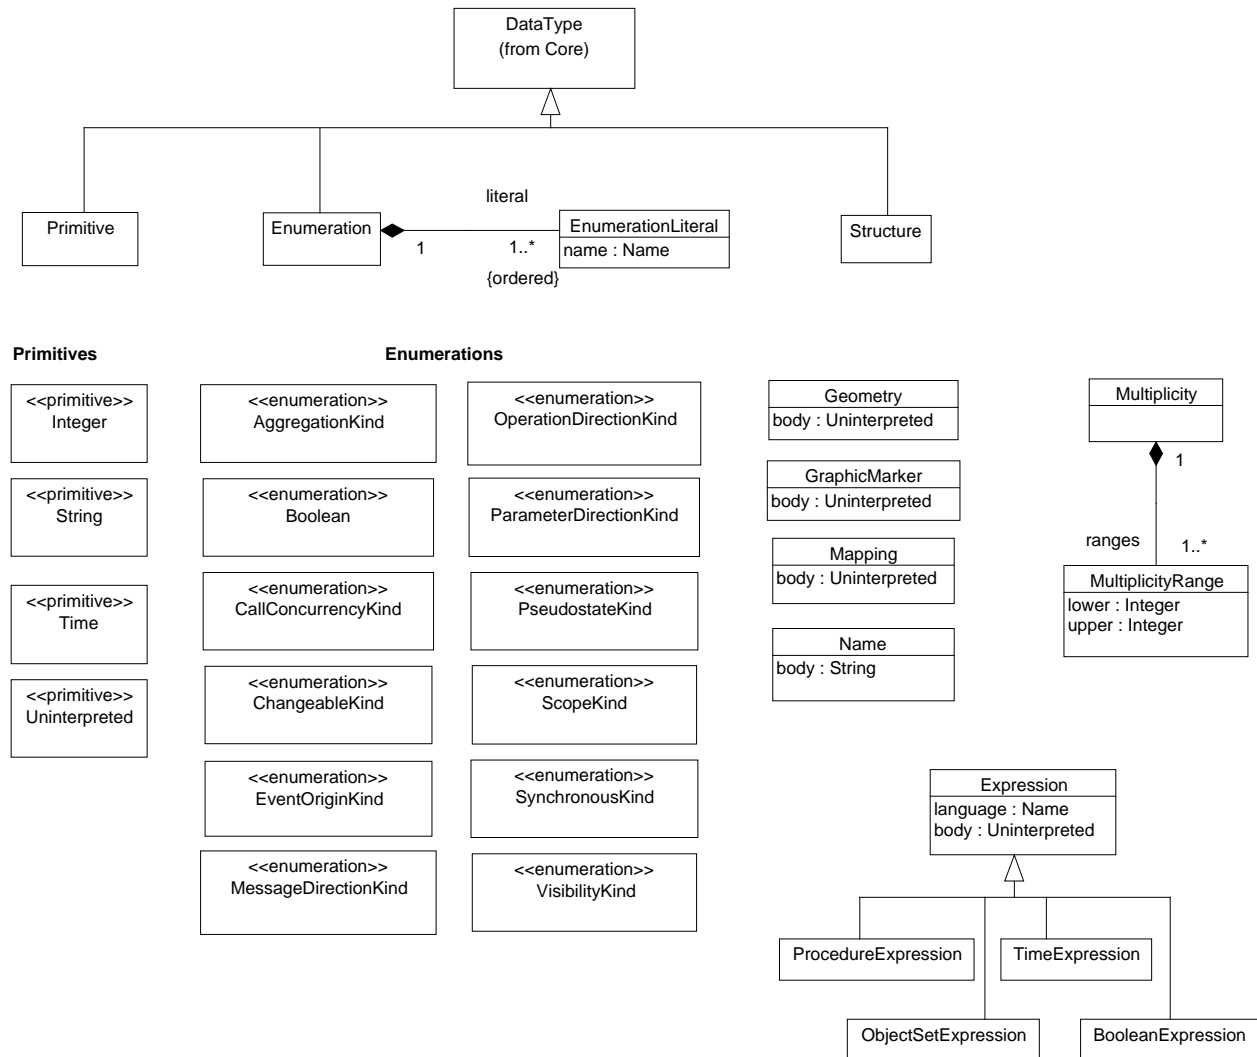 DataType
(from Core)
Primitive
Enumeration
literal
1
1..*
{ordered}
EnumerationLiteral
name : Name
Structure
Primitives
<<primitive>>
Integer
<<primitive>>
String
<<primitive>>
Time
<<primitive>>
Uninterpreted
Enumerations
<<enumeration>>
AggregationKind
<<enumeration>>
Boolean
<<enumeration>>
CallConcurrencyKind
<<enumeration>>
ChangeableKind
<<enumeration>>
EventOriginKind
<<enumeration>>
MessageDirectionKind
<<enumeration>>
OperationDirectionKind
<<enumeration>>
ParameterDirectionKind
<<enumeration>>
PseudostateKind
<<enumeration>>
ScopeKind
<<enumeration>>
SynchronousKind
<<enumeration>>
VisibilityKind
Geometry
body : Uninterpreted
GraphicMarker
body : Uninterpreted
Mapping
body : Uninterpreted
Name
body : String
Multiplicity
1
ranges
1..*
MultiplicityRange
lower : Integer
upper : Integer
Expression
language : Name
body : Uninterpreted
ProcedureExpression
TimeExpression
ObjectSetExpression
BooleanExpression